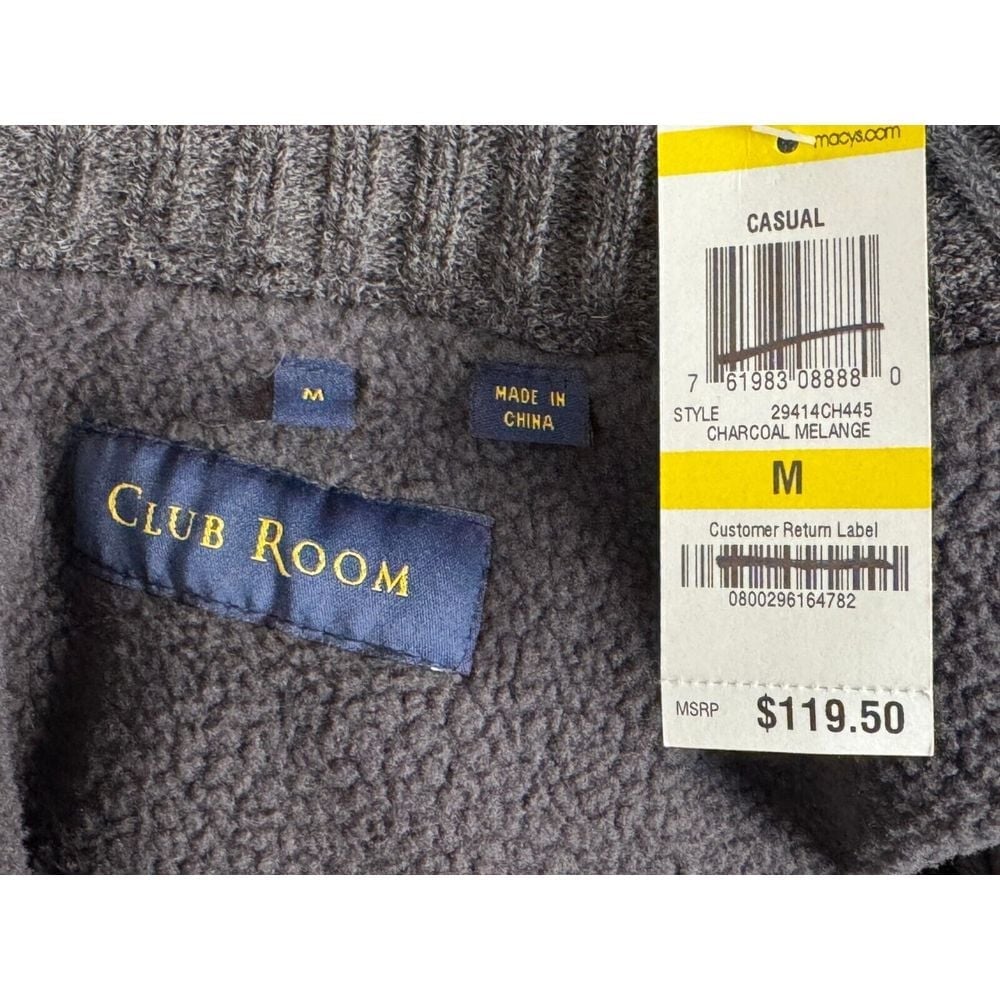 macys.com
CASUAL
7 61983 08888 0
STYLE 29414CH445
CHARCOAL MELANGE
M
Customer Return Label
0800296164782
MSRP $119.50
M
MADE IN
CHINA
CLUB ROOM